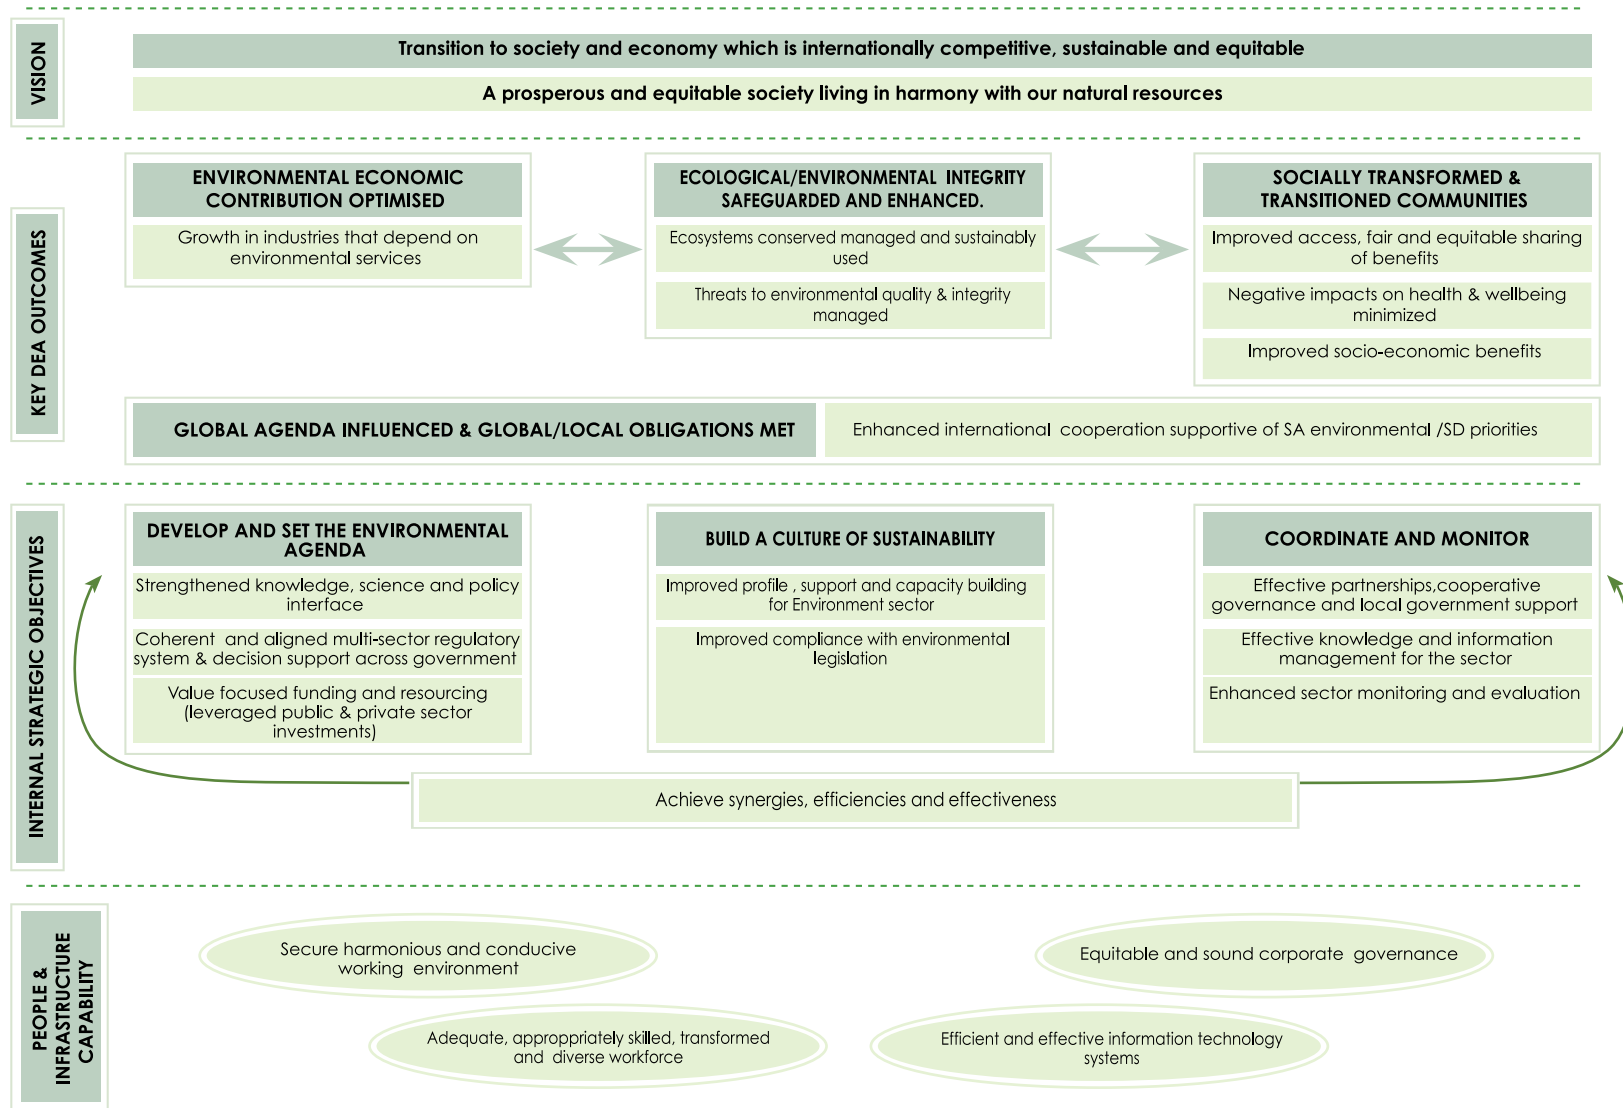 VISION
Transition to society and economy which is internationally competitive, sustainable and equitable
A prosperous and equitable society living in harmony with our natural resources
KEY DEA OUTCOMES
ENVIRONMENTAL ECONOMIC
CONTRIBUTION OPTIMISED
Growth in industries that depend on
environmental services
ECOLOGICAL/ENVIRONMENTAL INTEGRITY
SAFEGUARDED AND ENHANCED.
Ecosystems conserved managed and sustainably
used
Threats to environmental quality & integrity
managed
SOCIALLY TRANSFORMED &
TRANSITIONED COMMUNITIES
Improved access, fair and equitable sharing
of benefits
Negative impacts on health & wellbeing
minimized
Improved socio-economic benefits
GLOBAL AGENDA INFLUENCED & GLOBAL/LOCAL OBLIGATIONS MET
Enhanced international cooperation supportive of SA environmental /SD priorities
INTERNAL STRATEGIC OBJECTIVES
DEVELOP AND SET THE ENVIRONMENTAL
AGENDA
Strengthened knowledge, science and policy
interface
Coherent and aligned multi-sector regulatory
system & decision support across government
Value focused funding and resourcing
(leveraged public & private sector
investments)
BUILD A CULTURE OF SUSTAINABILITY
Improved profile , support and capacity building
for Environment sector
Improved compliance with environmental
legislation
COORDINATE AND MONITOR
Effective partnerships,cooperative
governance and local government support
Effective knowledge and information
management for the sector
Enhanced sector monitoring and evaluation
Achieve synergies, efficiencies and effectiveness
PEOPLE &
INFRASTRUCTURE
CAPABILITY
Secure harmonious and conducive
working environment
Equitable and sound corporate governance
Adequate, approppriately skilled, transformed
and diverse workforce
Efficient and effective information technology
systems